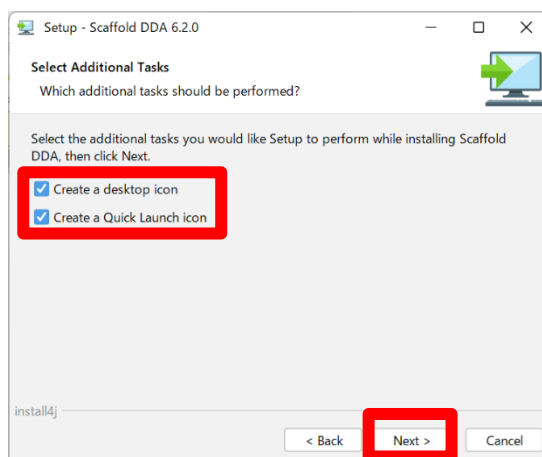 Setup - Scaffold DDA 6.2.0
Select Additional Tasks
Which additional tasks should be performed?
Select the additional tasks you would like Setup to perform while installing Scaffold
DDA, then click Next.
Create a desktop icon
Create a Quick Launch icon
install4j
< Back Next > Cancel